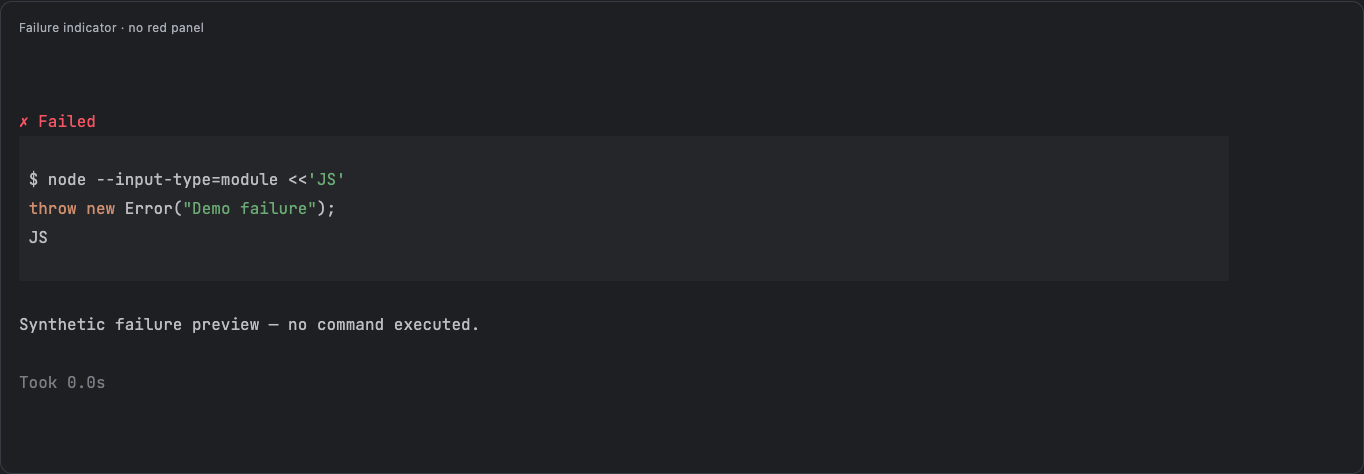 Failure indicator · no red panel
✗ Failed
$ node --input-type=module <<'JS'
throw new Error("Demo failure");
JS
Synthetic failure preview — no command executed.
Took 0.0s